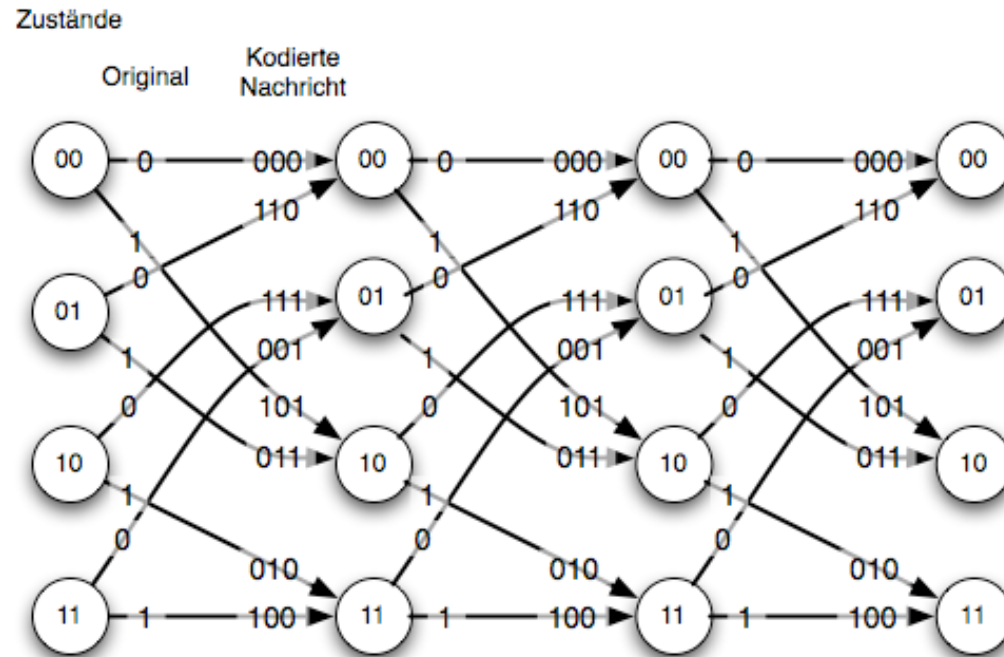 Zustände
Original Kodierte
Nachricht
00 0 000 00 0 000 00 0 000 00
110 110 110
1 1 1
0 0 0
01 111 01 111 01 111 01
1 001 1 001 1 001
0 101 0 101 0 101
10 011 10 011 10 011 10
1 1 1
0 010 0 010 0 010
11 1 100 11 1 100 11 1 100 11